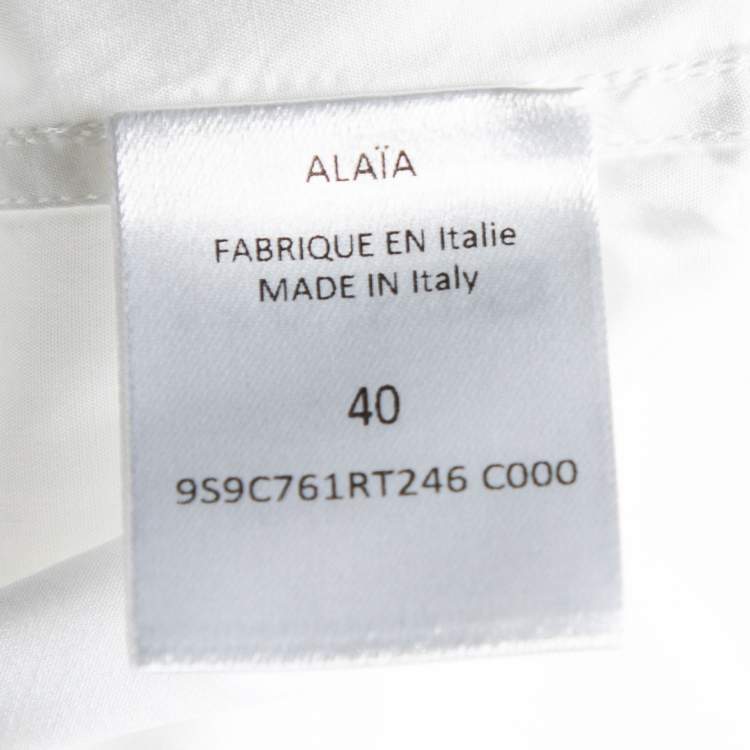 ALAÏA
FABRIQUE EN Italie
MADE IN Italy
40
9S9C761RT246 C000